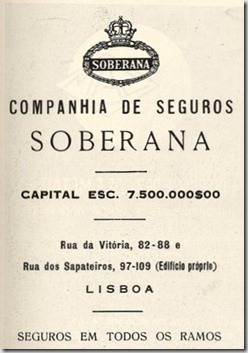 SOBERANA
COMPANHIA DE SEGUROS
SOBERANA
CAPITAL ESC. 7.500.000$00
Rua da Vitória, 82-88 e
Rua dos Sapateiros, 97-109 (Edifício próprio)
LISBOA
SEGUROS EM TODOS OS RAMOS